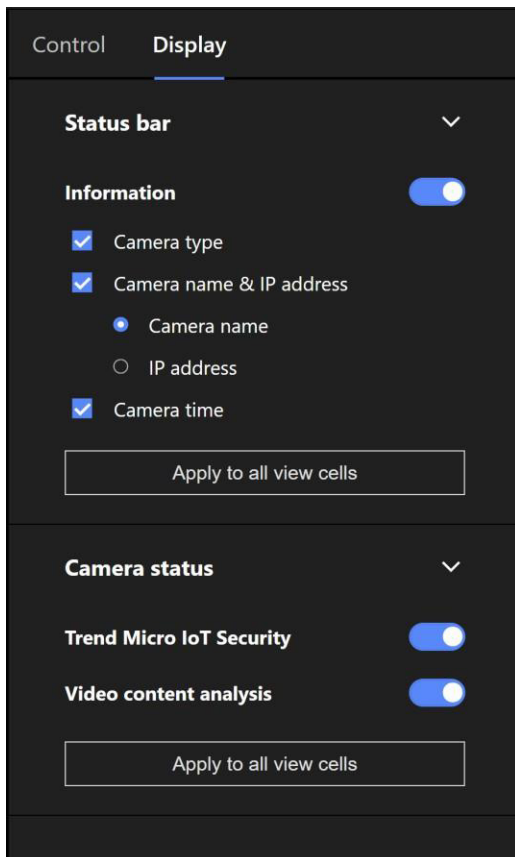 Control Display
Status bar
Information
Camera type
Camera name & IP address
Camera name
IP address
Camera time
Apply to all view cells
Camera status
Trend Micro IoT Security
Video content analysis
Apply to all view cells